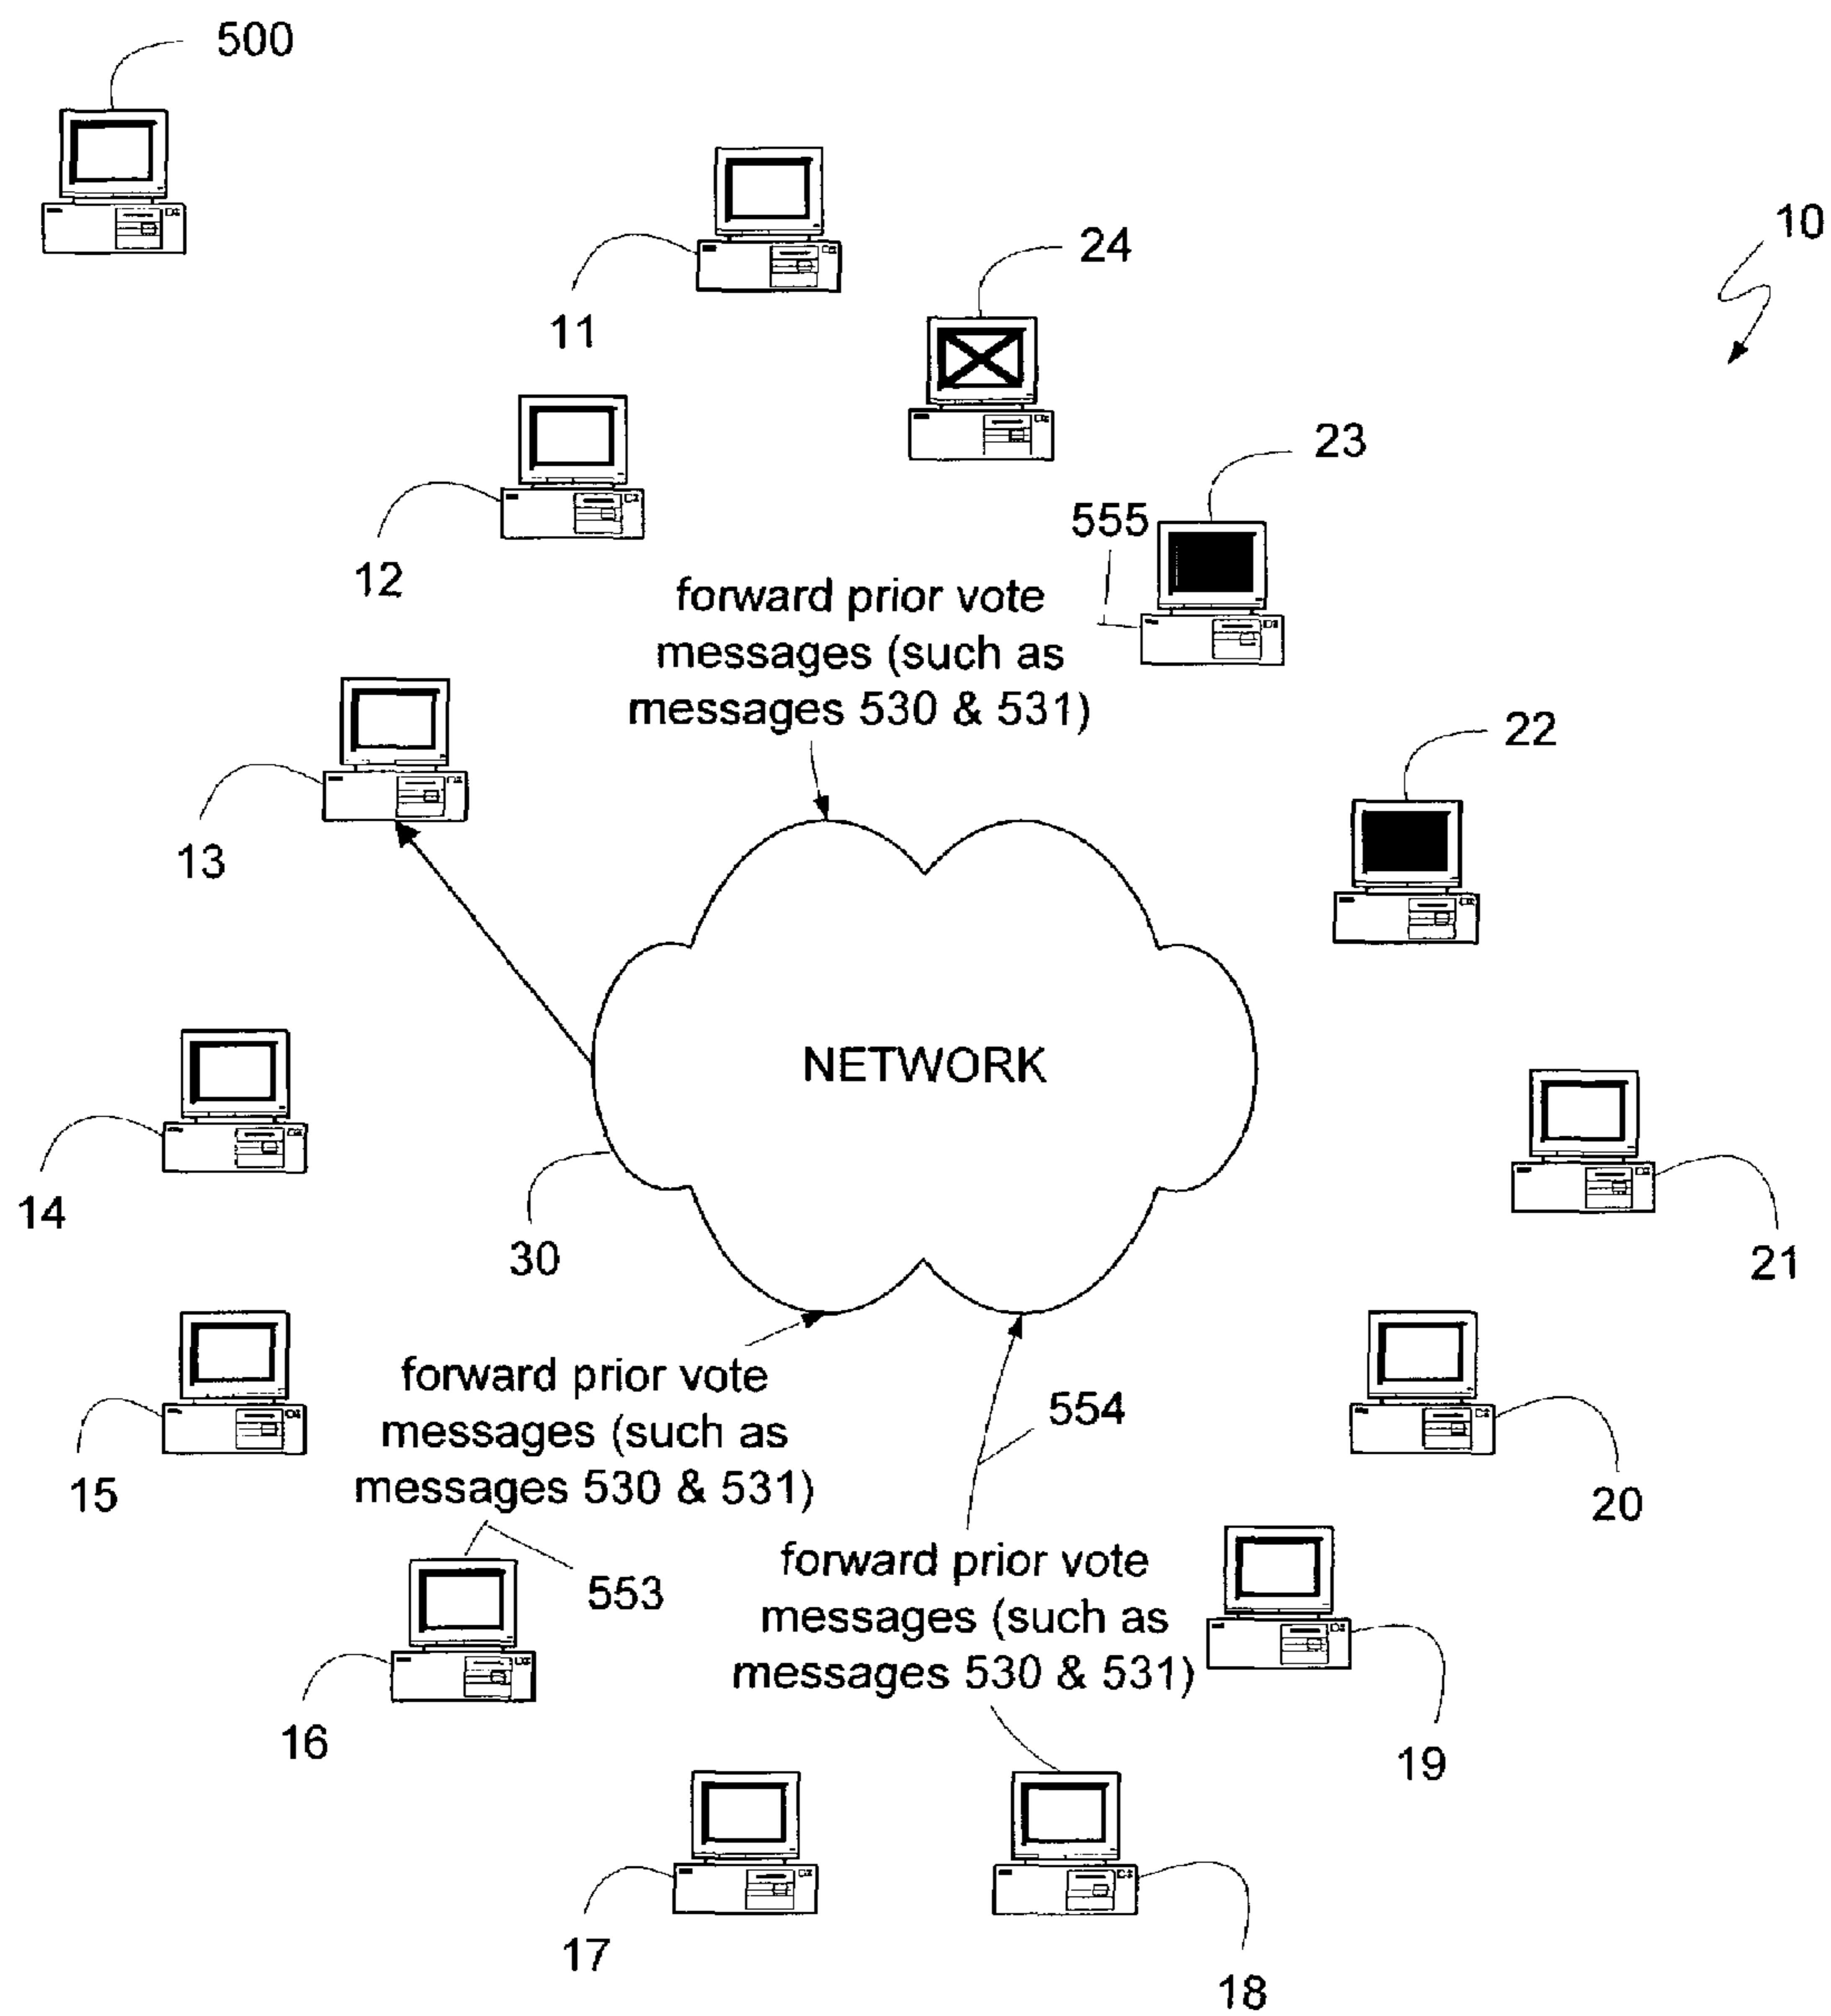 500
10
11
24
12
23
555
forward prior vote
messages (such as
messages 530 & 531)
13
22
NETWORK
14
30
21
forward prior vote
messages (such as
messages 530 & 531)
554
15
20
553
forward prior vote
messages (such as
messages 530 & 531)
16
19
17
18